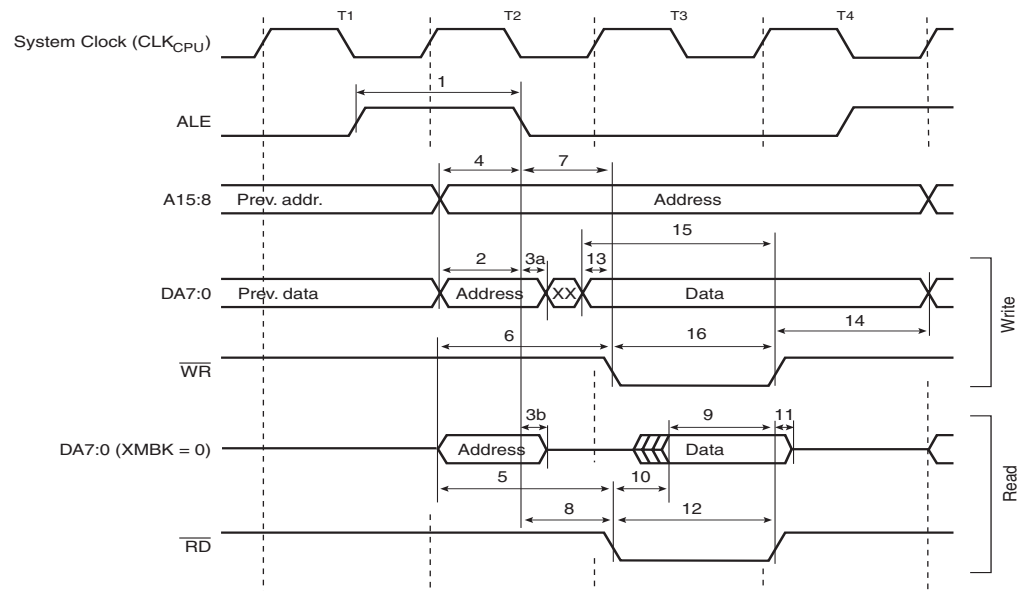 T1 T2 T3 T4
System Clock (CLKCPU)
1
ALE
4 7
A15:8 Prev. addr. Address
15
2 3a 13
DA7:0 Prev. data Address XX Data
14
6 16
WR
Write
3b 9 11
DA7:0 (XMBK = 0) Address Data
5 10
8 12
RD
Read